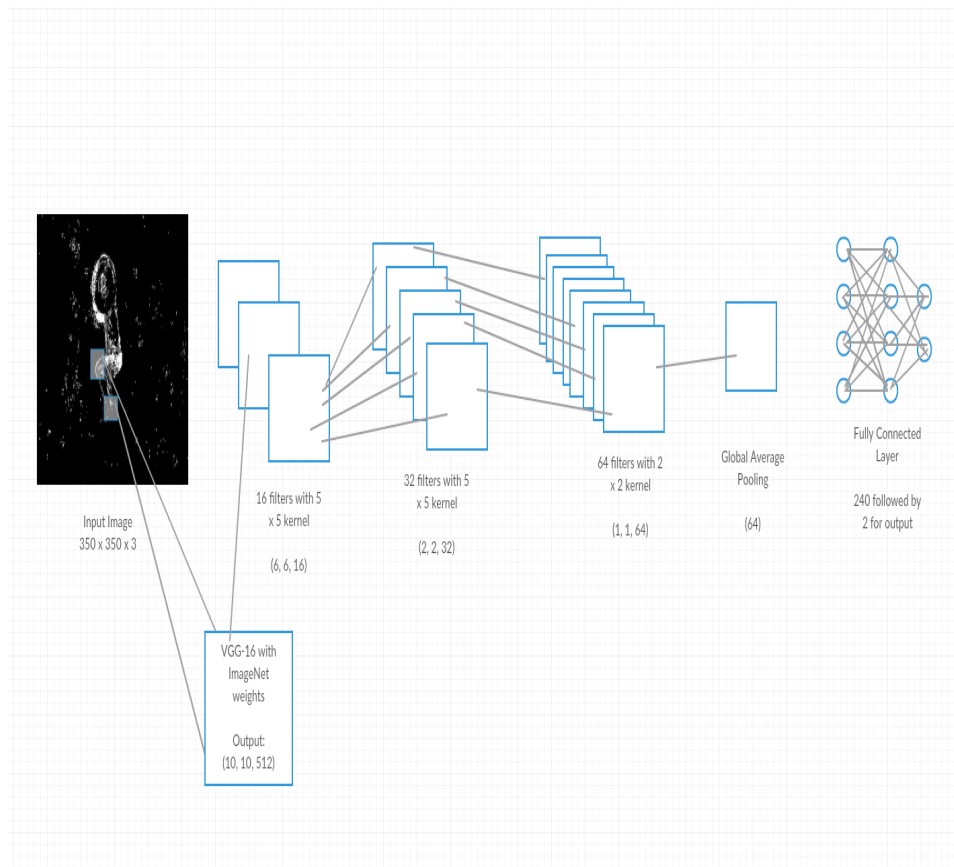 Input Image
350 x 350 x 3
16 filters with 5
x 5 kernel
(6, 6, 16)
32 filters with 5
x 5 kernel
(2, 2, 32)
64 filters with 2
x 2 kernel
(1, 1, 64)
Global Average
Pooling
(64)
Fully Connected
Layer
240 followed by
2 for output
VGG-16 with
ImageNet
weights
Output:
(10, 10, 512)